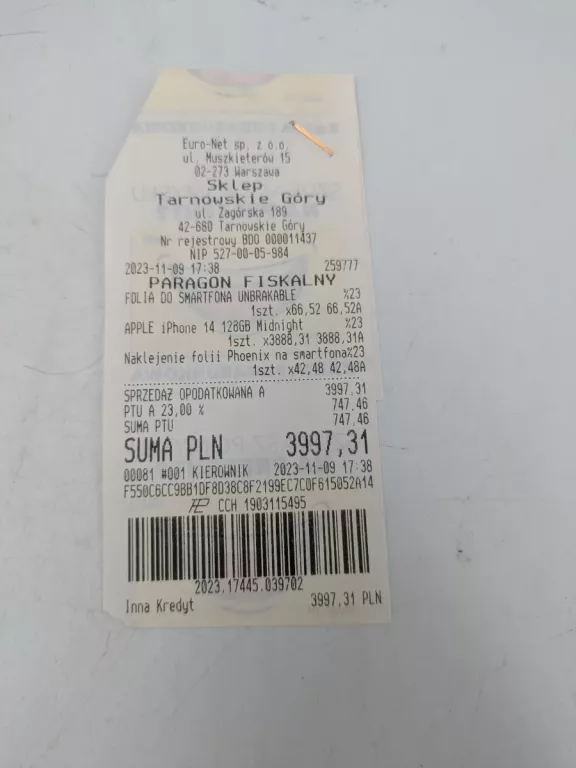 Euro-Net sp. z o.o.
ul. Muszkieterów 15
02-273 Warszawa
Sklep
Tarnowskie Góry
ul. Zagórska 189
42-680 Tarnowskie Góry
Nr rejestrowy BDO 000011437
NIP 527-00-05-984
2023-11-09 17:38 259777
PARAGON FISKALNY
FOLIA DO SMARTFONA UNBRAKABLE %23
1szt. x66,52 66,52A
APPLE iPhone 14 128GB Midnight %23
1szt. x3888,31 3888,31A
Naklejenie folii Phoenix na smartfona%23
1szt. x42,48 42,48A
SPRZEDAŻ OPODATKOWANA A 3997,31
PTU A 23,00 % 747,46
SUMA PTU 747,46
SUMA PLN 3997,31
00081 #001 KIEROWNIK 2023-11-09 17:38
F550C6CC9BB1DF8D38C8F2199EC7C0F615052A14
CCH 1903115495
2023.17445.039702
Inna Kredyt 3997,31 PLN